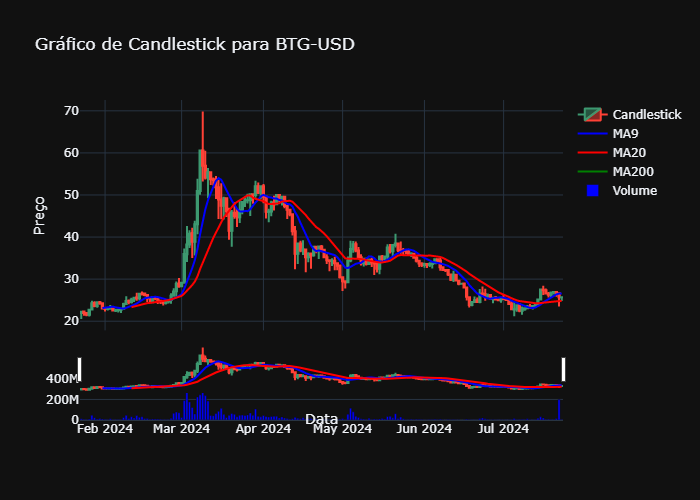 Gráfico de Candlestick para BTG-USD
Preço
70
60
50
40
30
20
Candlestick
MA9
MA20
MA200
Volume
400M
200M
0
Data
Feb 2024
Mar 2024
Apr 2024
May 2024
Jun 2024
Jul 2024